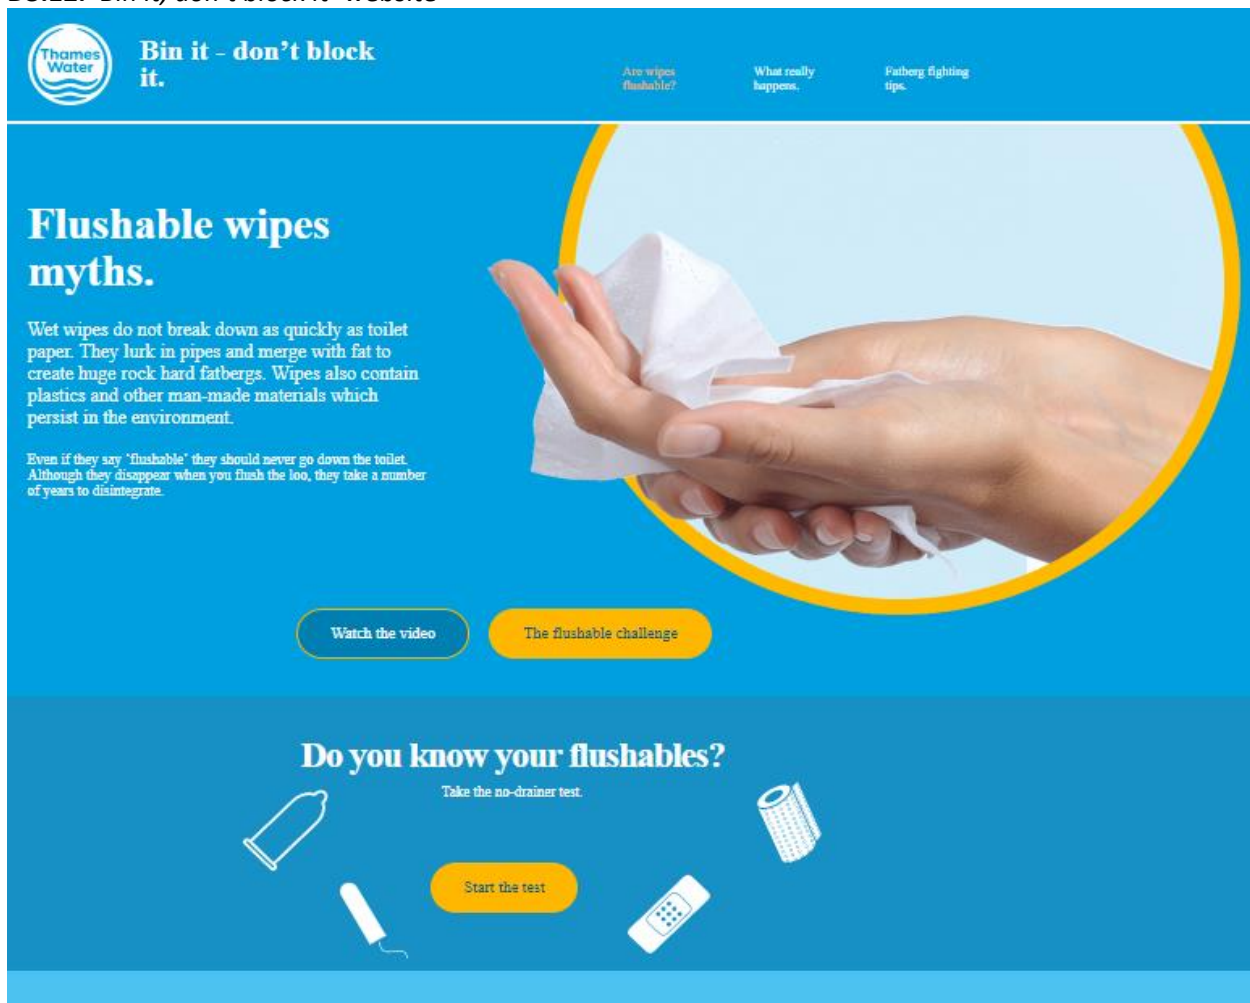 Thames
Water
Bin it - don't block
it.
Are wipes
flushable?
What really
happens.
Fatberg fighting
tips.
Flushable wipes
myths.
Wet wipes do not break down as quickly as toilet
paper. They lurk in pipes and merge with fat to
create huge rock hard fatbergs. Wipes also contain
plastics and other man-made materials which
persist in the environment.
Even if they say 'flushable' they should never go down the toilet.
Although they disappear when you flush the loo, they take a number
of years to disintegrate.
Watch the video
The flushable challenge
Do you know your flushables?
Take the no-drainer test.
Start the test